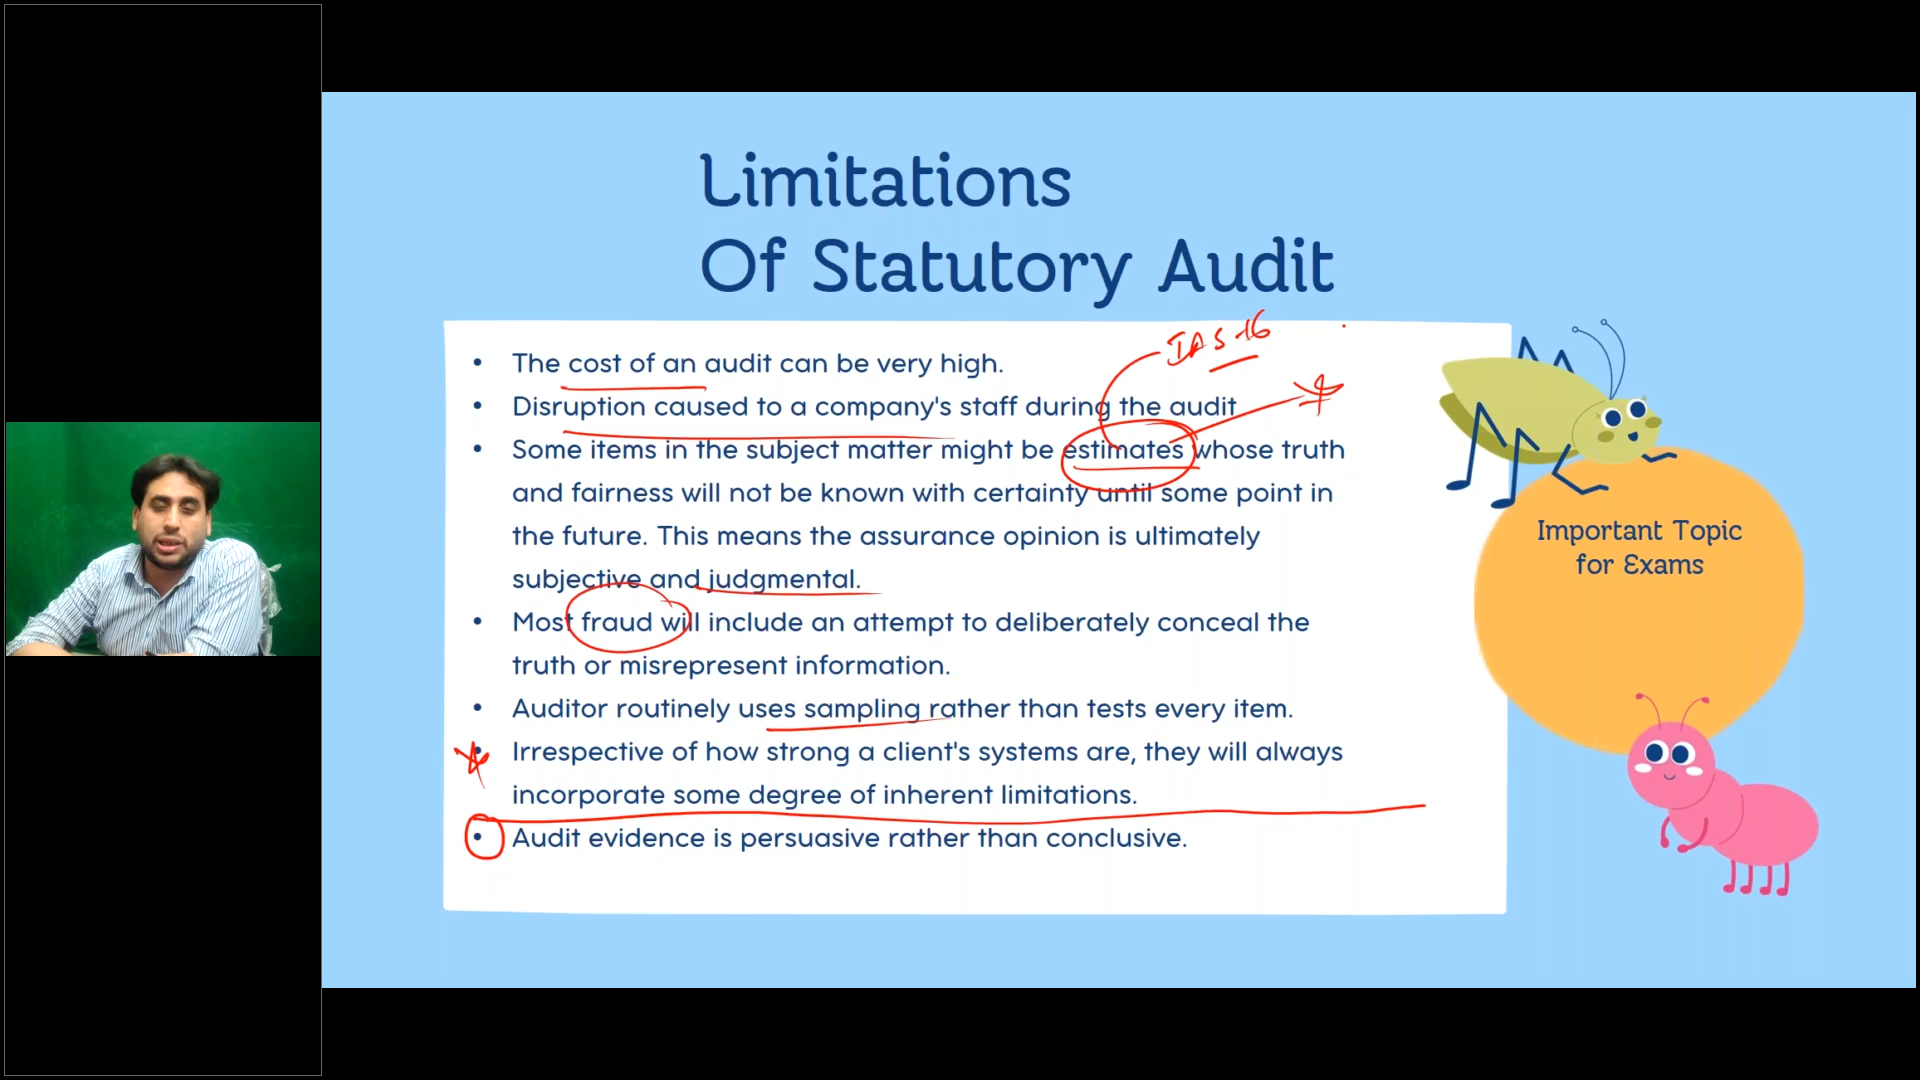 Limitations
Of Statutory Audit
IAS-16
• The cost of an audit can be very high.
• Disruption caused to a company's staff during the audit
• Some items in the subject matter might be estimates whose truth
and fairness will not be known with certainty until some point in
the future. This means the assurance opinion is ultimately
subjective and judgmental.
• Most fraud will include an attempt to deliberately conceal the
truth or misrepresent information.
• Auditor routinely uses sampling rather than tests every item.
• Irrespective of how strong a client's systems are, they will always
incorporate some degree of inherent limitations.
• Audit evidence is persuasive rather than conclusive.
Important Topic
for Exams